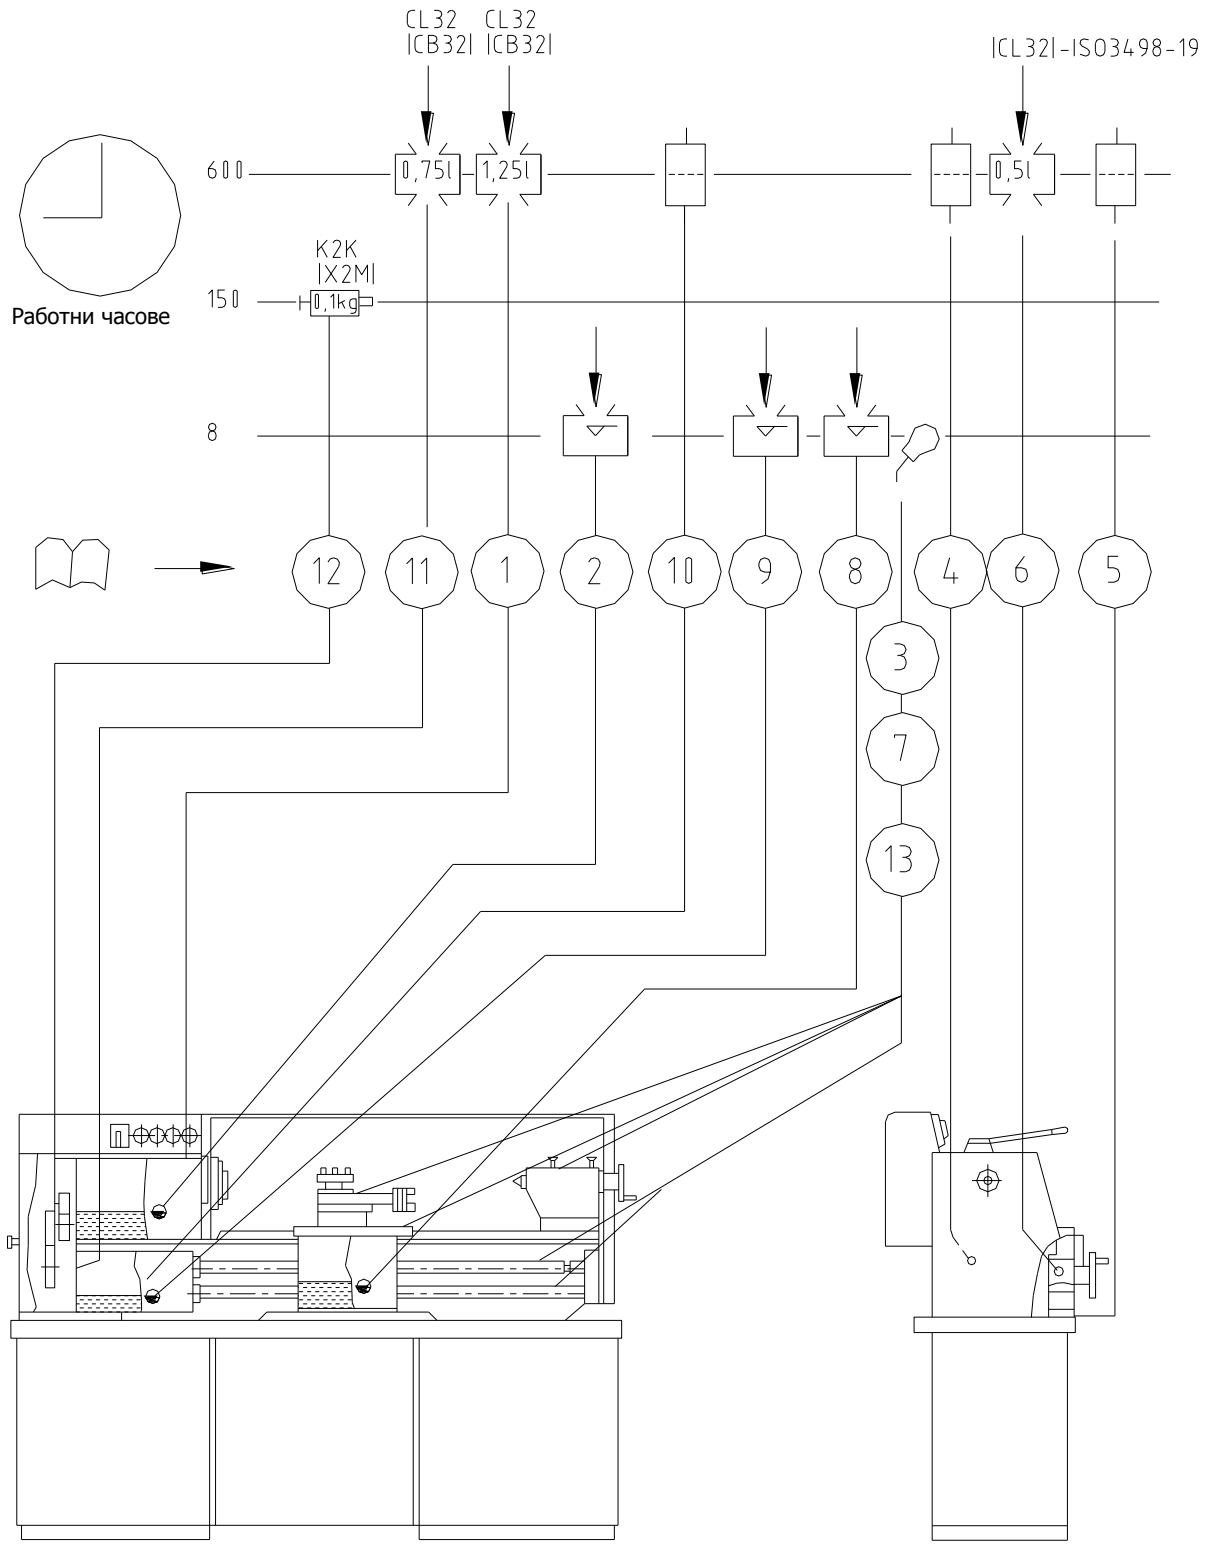 CL32 CL32
|CB32| |CB32|
|CL32|-ISO3498-19
600 0,75l 1,25l 0,5l
K2K
|X2M|
150 0,1kg
Работни часове
8
12 11 1 2 10 9 8 4 6 5
3
7
13